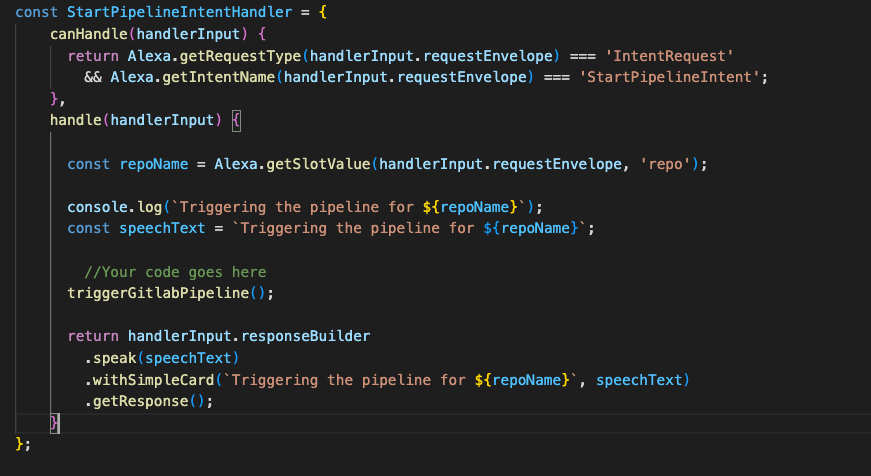 const StartPipelineIntentHandler = {
    canHandle(handlerInput) {
      return Alexa.getRequestType(handlerInput.requestEnvelope) === 'IntentRequest'
        && Alexa.getIntentName(handlerInput.requestEnvelope) === 'StartPipelineIntent';
    },
    handle(handlerInput) {
      const repoName = Alexa.getSlotValue(handlerInput.requestEnvelope, 'repo');
      console.log(`Triggering the pipeline for ${repoName}`);
      const speechText = `Triggering the pipeline for ${repoName}`;
        //Your code goes here
      triggerGitlabPipeline();
      return handlerInput.responseBuilder
        .speak(speechText)
        .withSimpleCard(`Triggering the pipeline for ${repoName}`, speechText)
        .getResponse();
    }
};